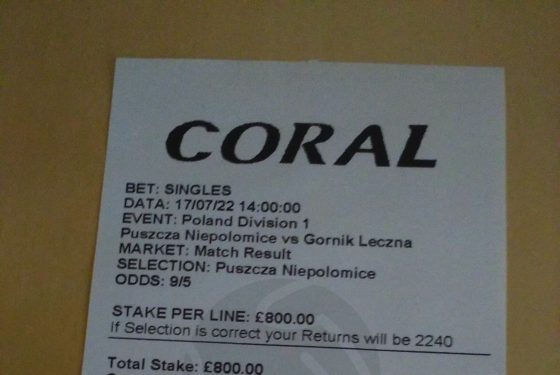 CORAL
BET: SINGLES
DATA: 17/07/22 14:00:00
EVENT: Poland Division 1
Puszcza Niepolomice vs Gornik Leczna
MARKET: Match Result
SELECTION: Puszcza Niepolomice
ODDS: 9/5
STAKE PER LINE: £800.00
If Selection is correct your Returns will be 2240
Total Stake: £800.00